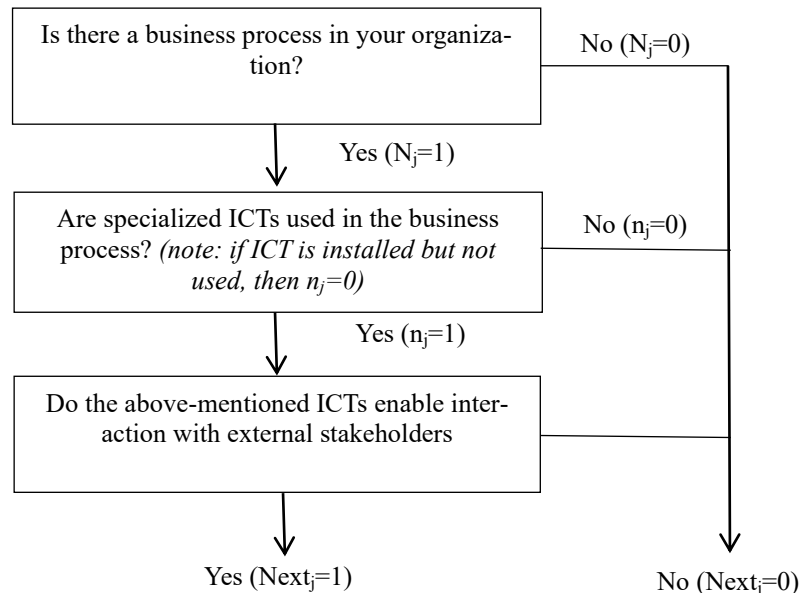 Is there a business process in your organiza-
tion?
No (Nj=0)
Yes (Nj=1)
Are specialized ICTs used in the business
process? (note: if ICT is installed but not
used, then nj=0)
No (nj=0)
Yes (nj=1)
Do the above-mentioned ICTs enable inter-
action with external stakeholders
Yes (Nextj=1)
No (Nextj=0)